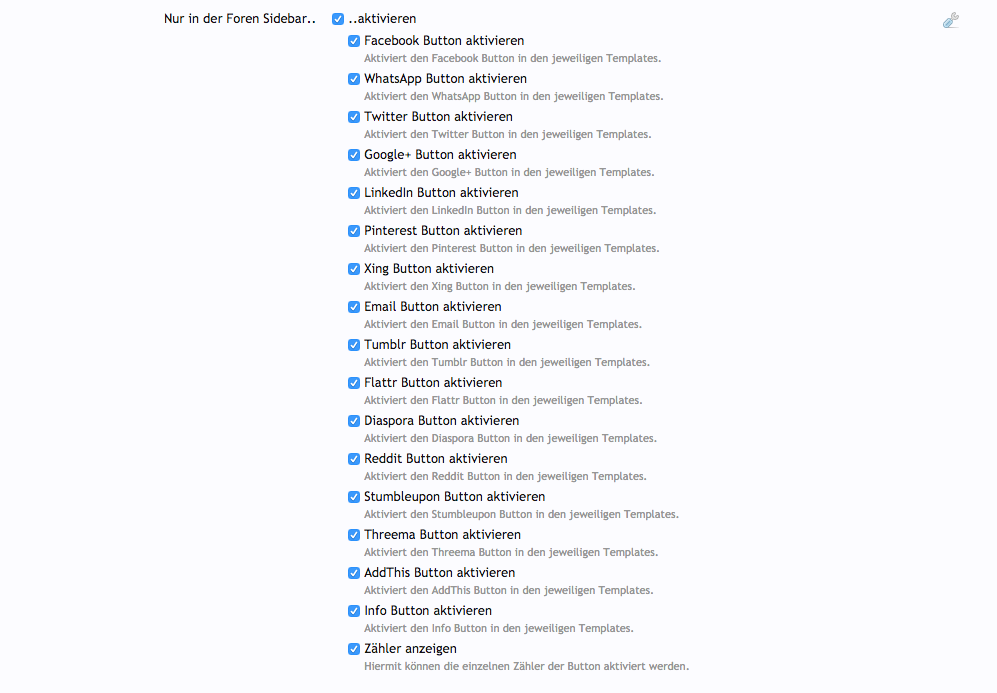 Nur in der Foren Sidebar.. ..aktivieren
Facebook Button aktivieren
Aktiviert den Facebook Button in den jeweiligen Templates.
WhatsApp Button aktivieren
Aktiviert den WhatsApp Button in den jeweiligen Templates.
Twitter Button aktivieren
Aktiviert den Twitter Button in den jeweiligen Templates.
Google+ Button aktivieren
Aktiviert den Google+ Button in den jeweiligen Templates.
LinkedIn Button aktivieren
Aktiviert den LinkedIn Button in den jeweiligen Templates.
Pinterest Button aktivieren
Aktiviert den Pinterest Button in den jeweiligen Templates.
Xing Button aktivieren
Aktiviert den Xing Button in den jeweiligen Templates.
Email Button aktivieren
Aktiviert den Email Button in den jeweiligen Templates.
Tumblr Button aktivieren
Aktiviert den Tumblr Button in den jeweiligen Templates.
Flattr Button aktivieren
Aktiviert den Flattr Button in den jeweiligen Templates.
Diaspora Button aktivieren
Aktiviert den Diaspora Button in den jeweiligen Templates.
Reddit Button aktivieren
Aktiviert den Reddit Button in den jeweiligen Templates.
Stumbleupon Button aktivieren
Aktiviert den Stumbleupon Button in den jeweiligen Templates.
Threema Button aktivieren
Aktiviert den Threema Button in den jeweiligen Templates.
AddThis Button aktivieren
Aktiviert den AddThis Button in den jeweiligen Templates.
Info Button aktivieren
Aktiviert den Info Button in den jeweiligen Templates.
Zähler anzeigen
Hiermit können die einzelnen Zähler der Button aktiviert werden.